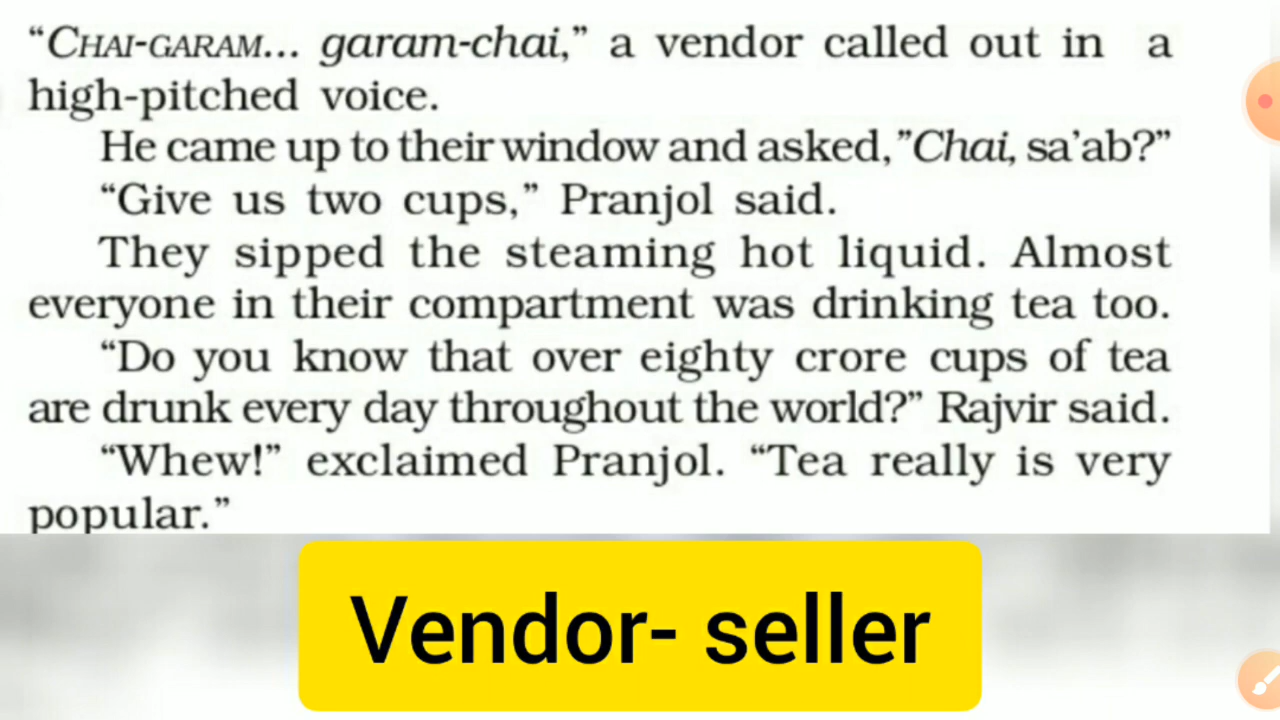 “CHAI-GARAM... garam-chai,” a vendor called out in a
high-pitched voice.
He came up to their window and asked,”Chai, sa’ab?”
“Give us two cups,” Pranjol said.
They sipped the steaming hot liquid. Almost
everyone in their compartment was drinking tea too.
“Do you know that over eighty crore cups of tea
are drunk every day throughout the world?” Rajvir said.
“Whew!” exclaimed Pranjol. “Tea really is very
popular.”
Vendor- seller